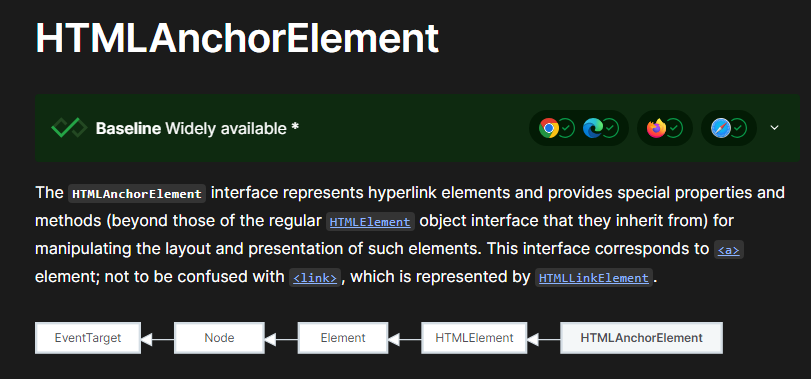 HTMLAnchorElement
Baseline Widely available *
The HTMLAnchorElement interface represents hyperlink elements and provides special properties and
methods (beyond those of the regular HTMLElement object interface that they inherit from) for
manipulating the layout and presentation of such elements. This interface corresponds to <a>
element; not to be confused with <link>, which is represented by HTMLLinkElement.
EventTarget Node Element HTMLElement HTMLAnchorElement